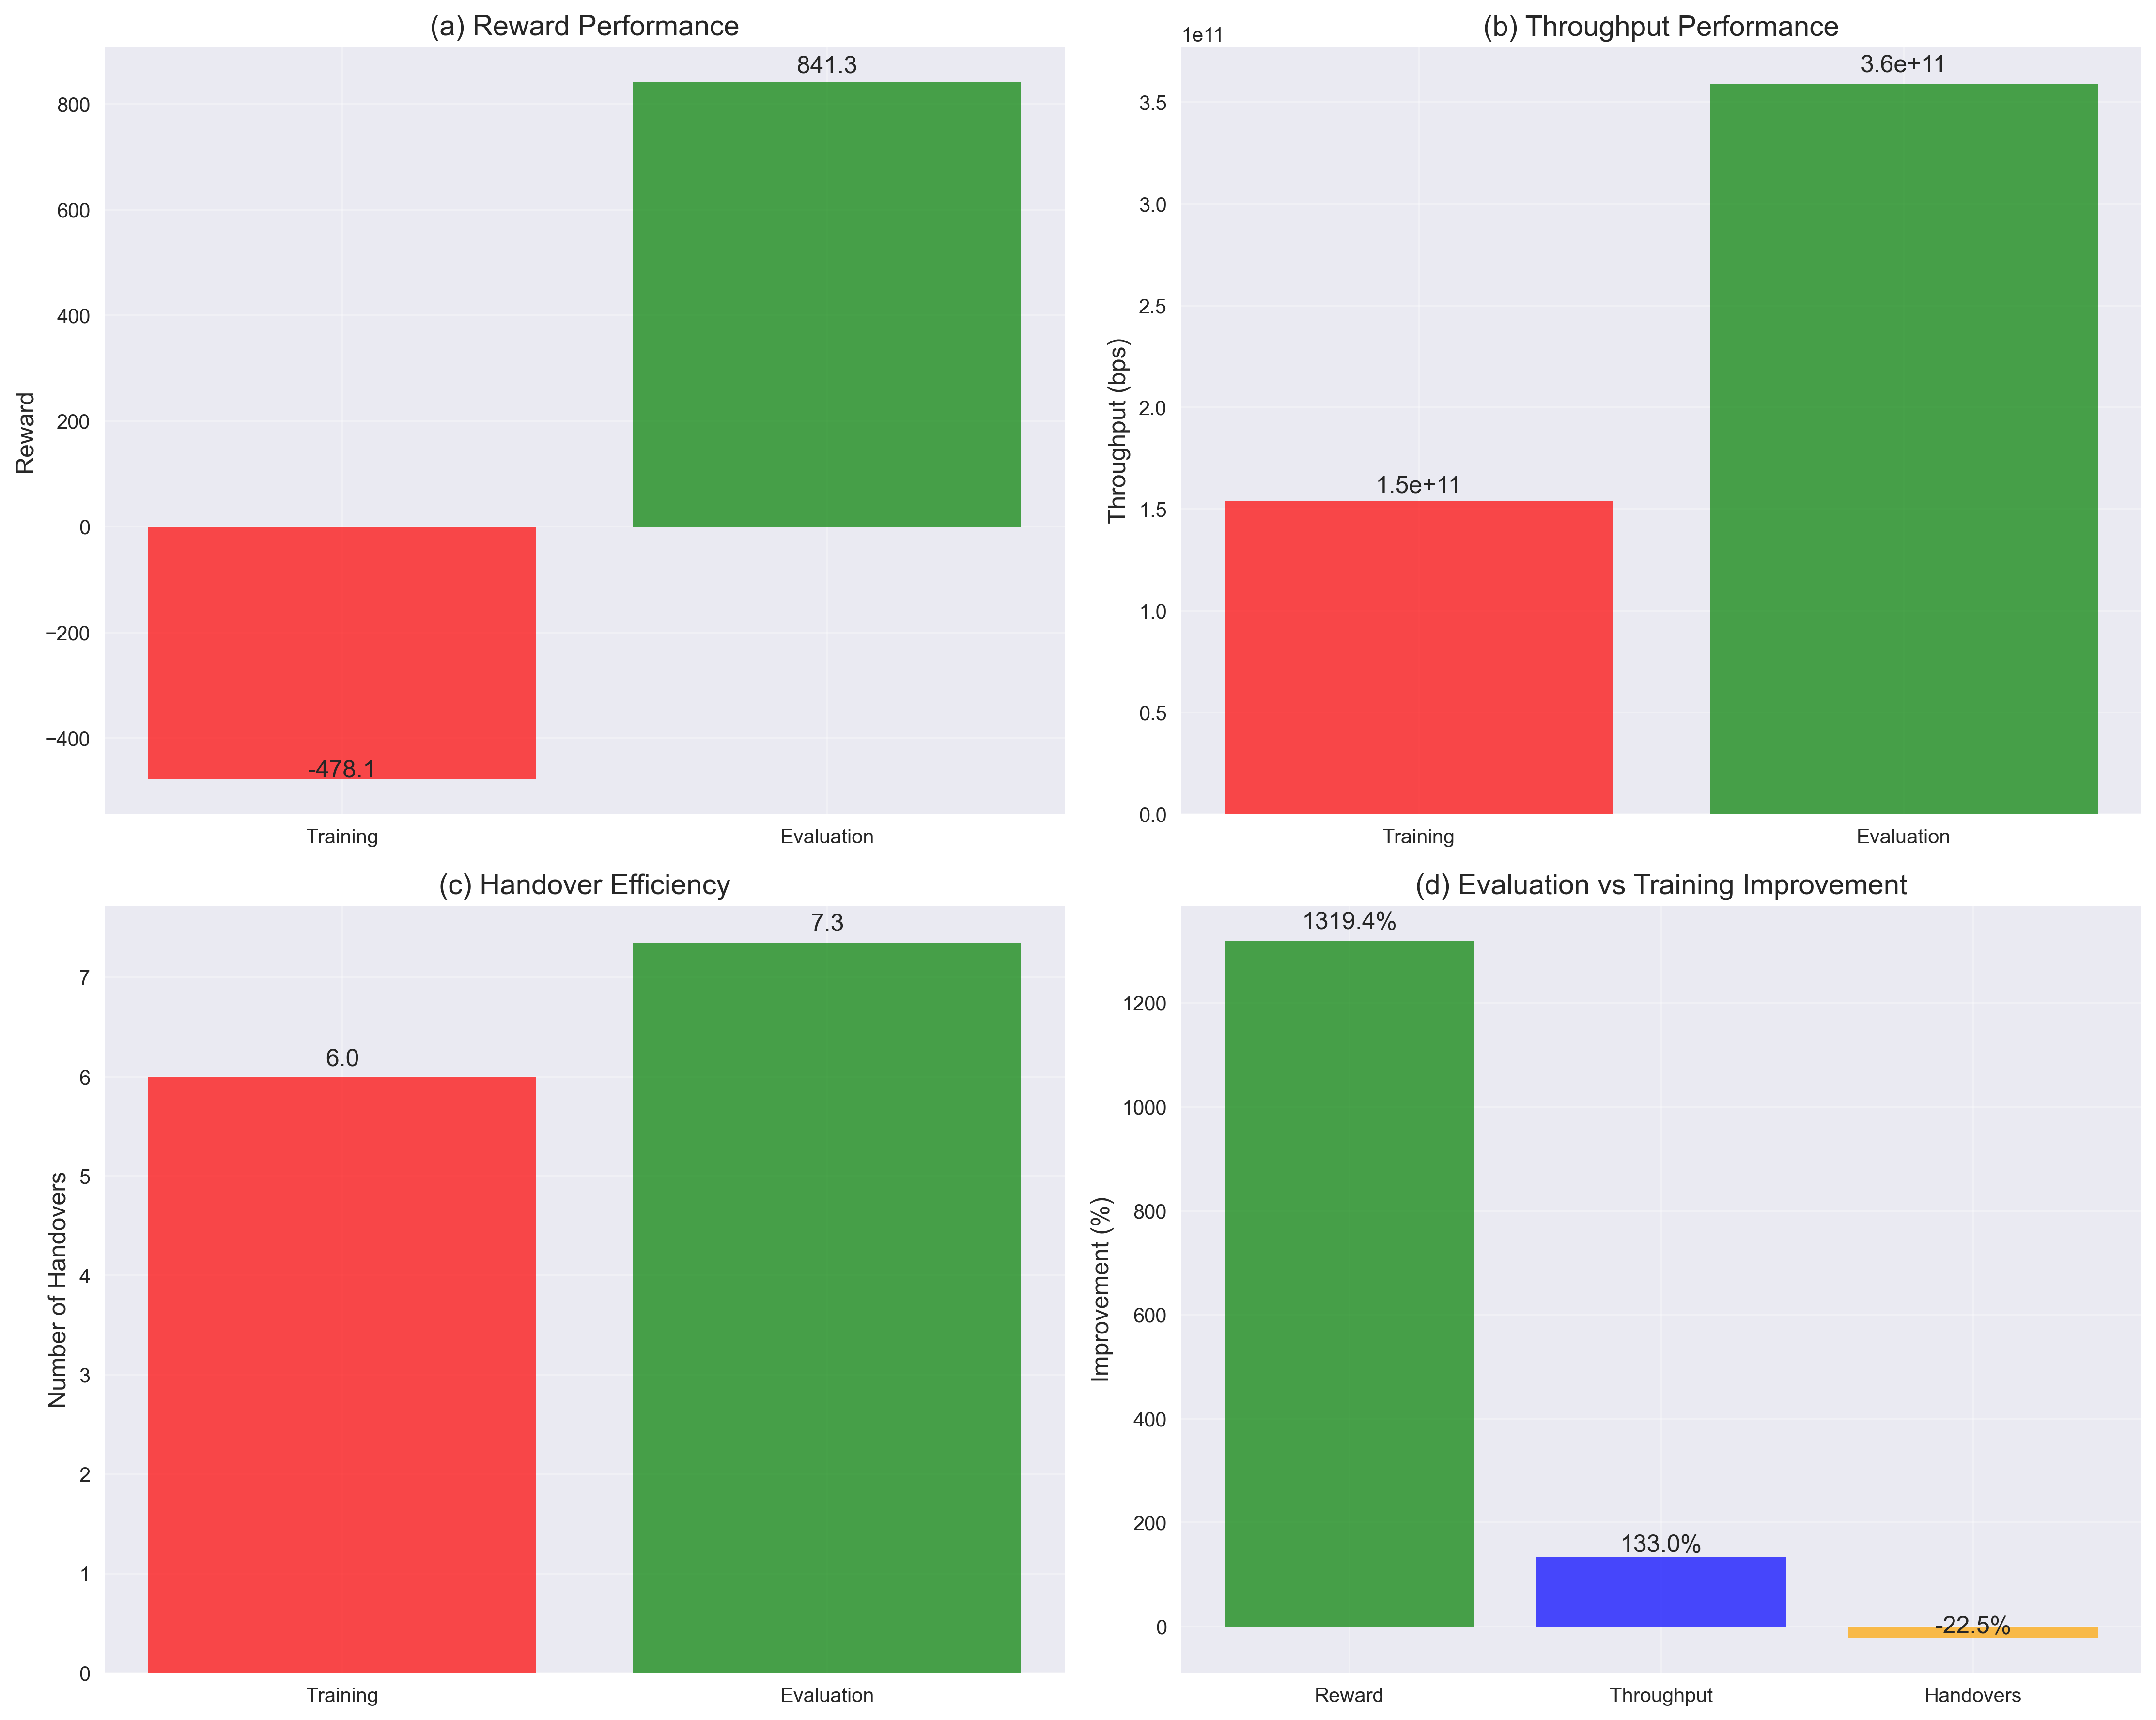 (a) Reward Performance
841.3
800
600
400
200
0
−200
−400
-478.1
Reward
Training
Evaluation
(b) Throughput Performance
1e11
3.6e+11
3.5
3.0
2.5
2.0
1.5e+11
1.5
1.0
0.5
0.0
Throughput (bps)
Training
Evaluation
(c) Handover Efficiency
7.3
7
6.0
6
5
4
3
2
1
0
Number of Handovers
Training
Evaluation
(d) Evaluation vs Training Improvement
1319.4%
1200
1000
800
600
400
200
133.0%
0
-22.5%
Improvement (%)
Reward
Throughput
Handovers